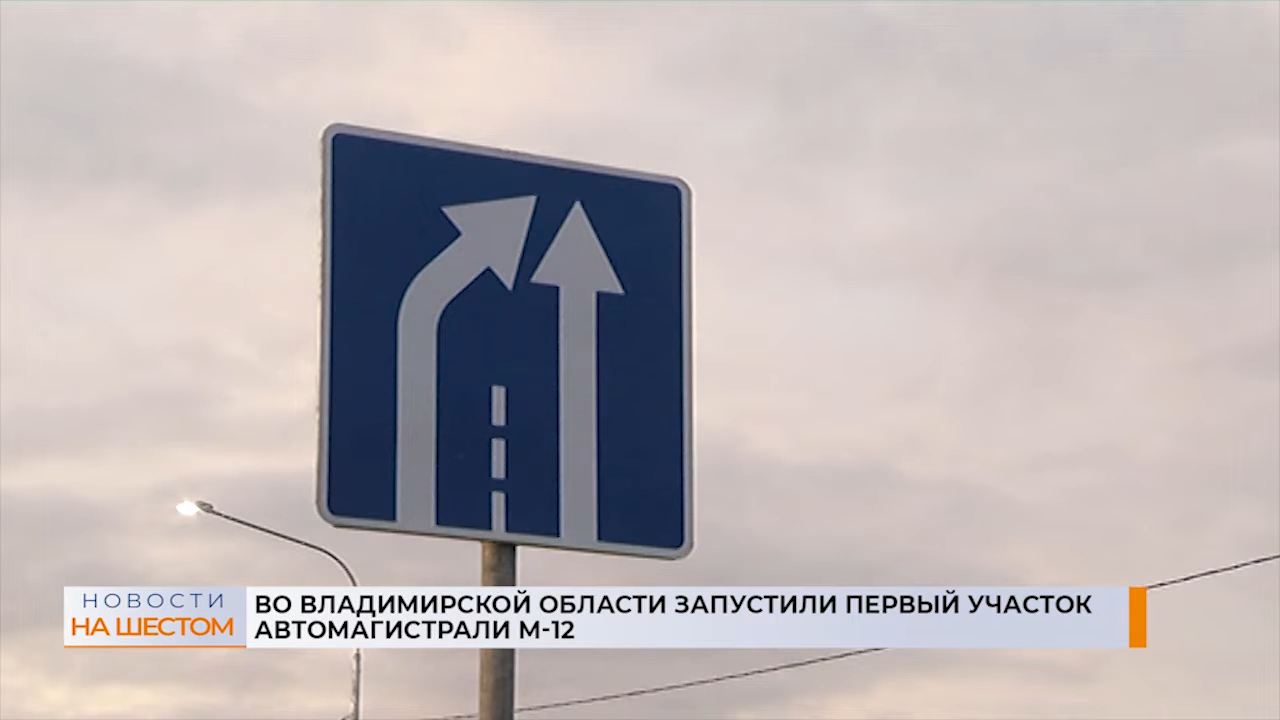 НОВОСТИ
НА ШЕСТОМ
ВО ВЛАДИМИРСКОЙ ОБЛАСТИ ЗАПУСТИЛИ ПЕРВЫЙ УЧАСТОК
АВТОМАГИСТРАЛИ М-12